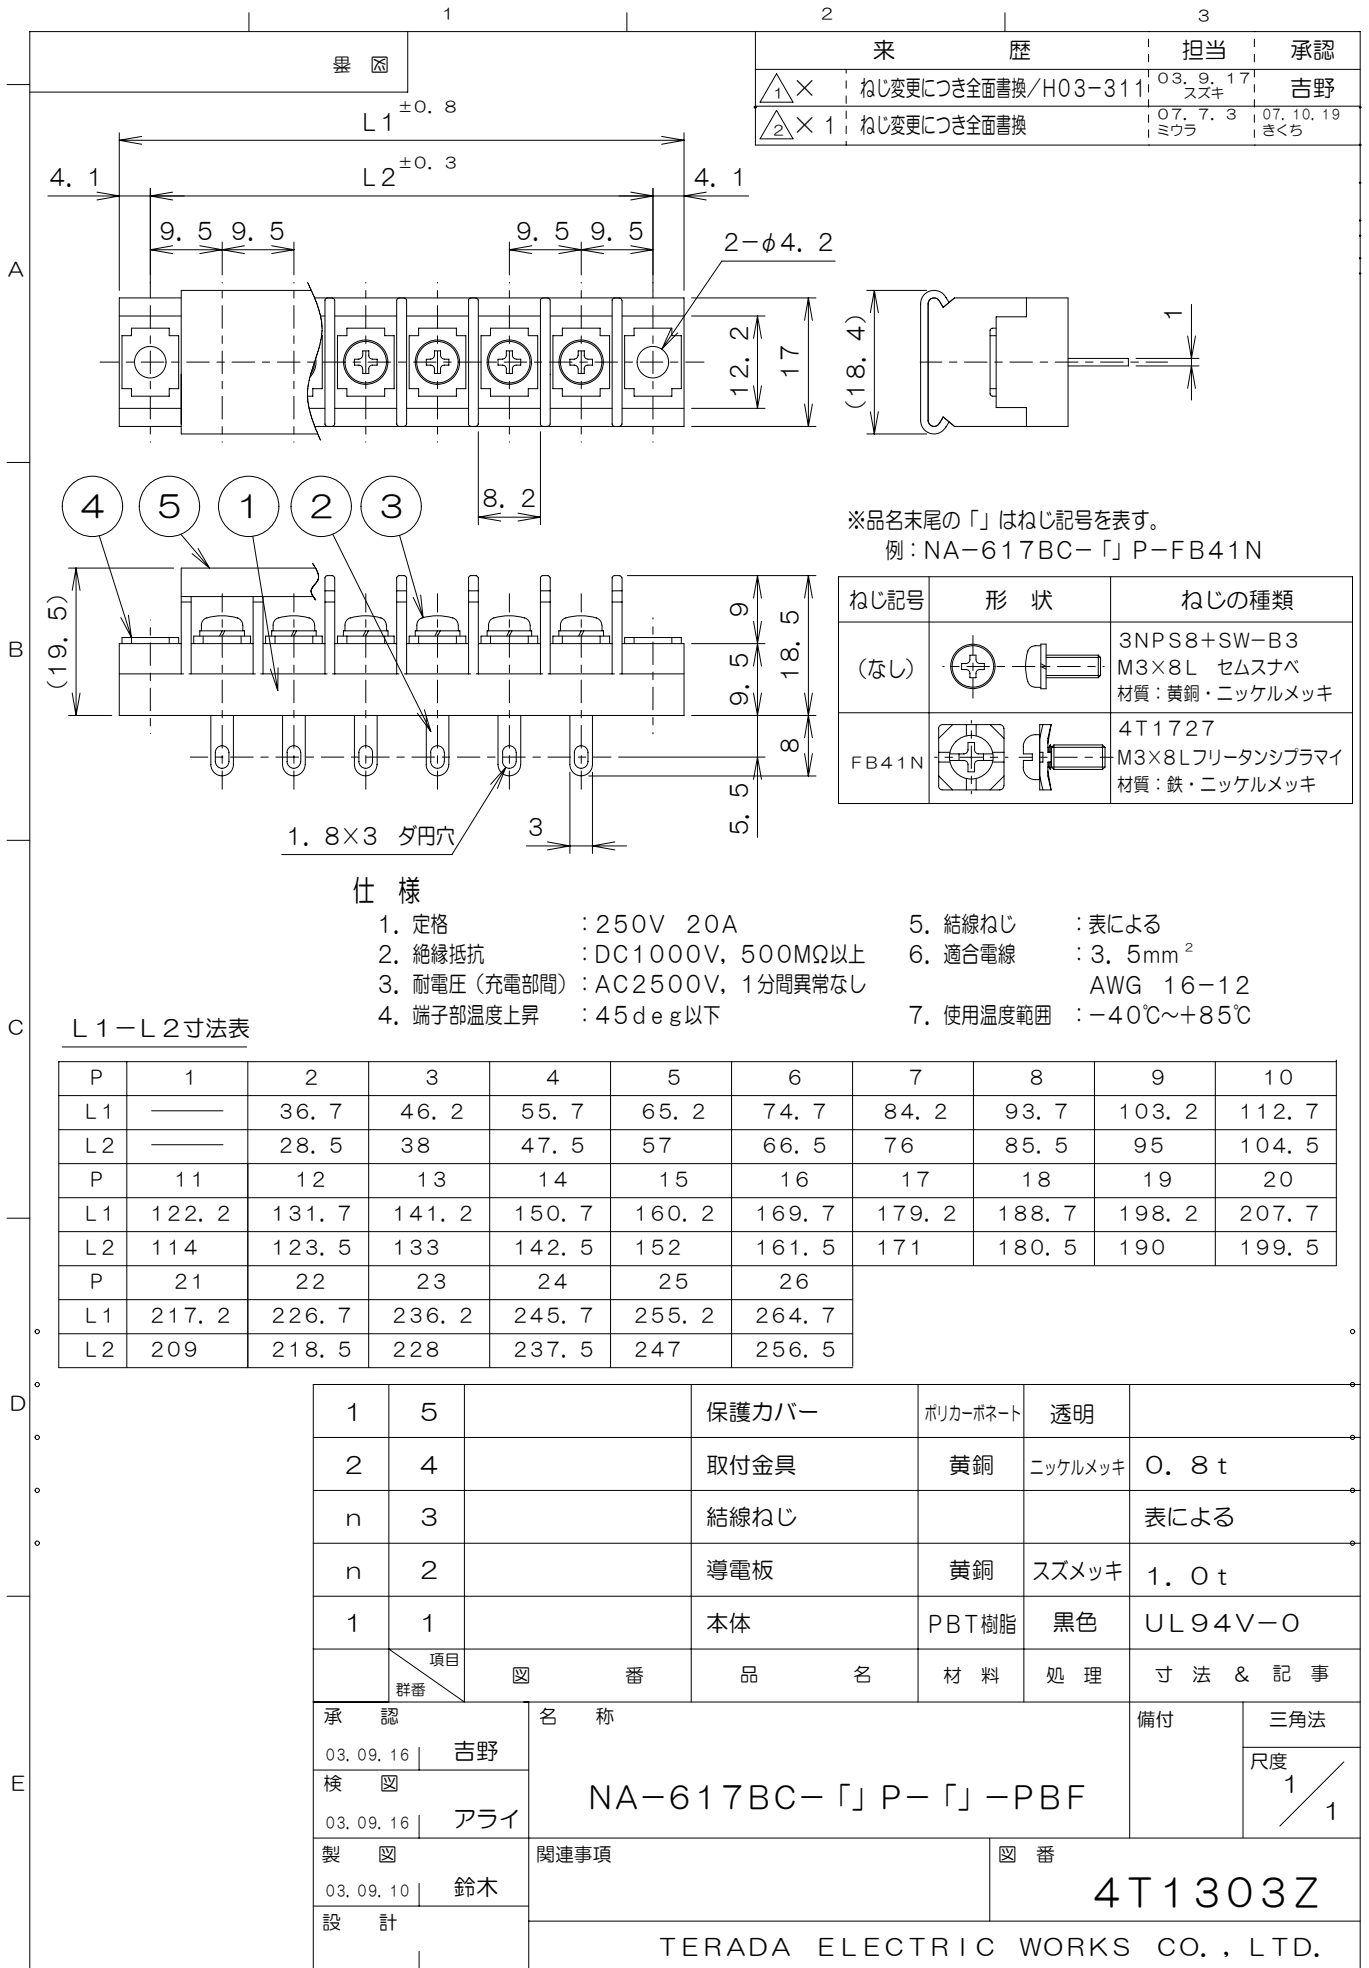 1 2 3
図番
来歴 担当 承認
1 × ねじ変更につき全面書換/H03-311 03. 9. 17 スズキ 吉野
2 × 1 ねじ変更につき全面書換 07. 7. 3 ミウラ 07. 10. 19 きくち
L1±0. 8
L2±0. 3
4. 1 4. 1
9. 5 9. 5 9. 5 9. 5
2-φ4. 2
12. 2
17
(18. 4)
1
8. 2
A
B
C
D
E
4 5 1 2 3
(19. 5)
9
9. 5
18. 5
8
5. 5
3
1. 8×3 ダ円穴
※品名末尾の「」はねじ記号を表す。
例：NA-617BC-「」P-FB41N
ねじ記号 形状 ねじの種類
(なし) 3NPS8+SW-B3
M3×8L セムスナベ
材質：黄銅・ニッケルメッキ
FB41N 4T1727
M3×8Lフリータンシプラマイ
材質：鉄・ニッケルメッキ
仕様
1. 定格 ：250V 20A
2. 絶縁抵抗 ：DC1000V, 500MΩ以上
3. 耐電圧（充電部間）：AC2500V, 1分間異常なし
4. 端子部温度上昇 ：45deg以下
5. 結線ねじ ：表による
6. 適合電線 ：3. 5mm²
AWG 16-12
7. 使用温度範囲 ：-40℃～+85℃
L1-L2寸法表
P 1 2 3 4 5 6 7 8 9 10
L1 ― 36. 7 46. 2 55. 7 65. 2 74. 7 84. 2 93. 7 103. 2 112. 7
L2 ― 28. 5 38 47. 5 57 66. 5 76 85. 5 95 104. 5
P 11 12 13 14 15 16 17 18 19 20
L1 122. 2 131. 7 141. 2 150. 7 160. 2 169. 7 179. 2 188. 7 198. 2 207. 7
L2 114 123. 5 133 142. 5 152 161. 5 171 180. 5 190 199. 5
P 21 22 23 24 25 26
L1 217. 2 226. 7 236. 2 245. 7 255. 2 264. 7
L2 209 218. 5 228 237. 5 247 256. 5
1 5 保護カバー ポリカーボネート 透明
2 4 取付金具 黄銅 ニッケルメッキ 0. 8t
n 3 結線ねじ 表による
n 2 導電板 黄銅 スズメッキ 1. 0t
1 1 本体 PBT樹脂 黒色 UL94V-0
項目 群番 図番 品名 材料 処理 寸法&記事
承認
03. 09. 16 吉野
検図
03. 09. 16 アライ
製図
03. 09. 10 鈴木
設計
名称
NA-617BC-「」P-「」-PBF
備付
三角法
尺度
1/1
関連事項
図番
4T1303Z
TERADA ELECTRIC WORKS CO., LTD.